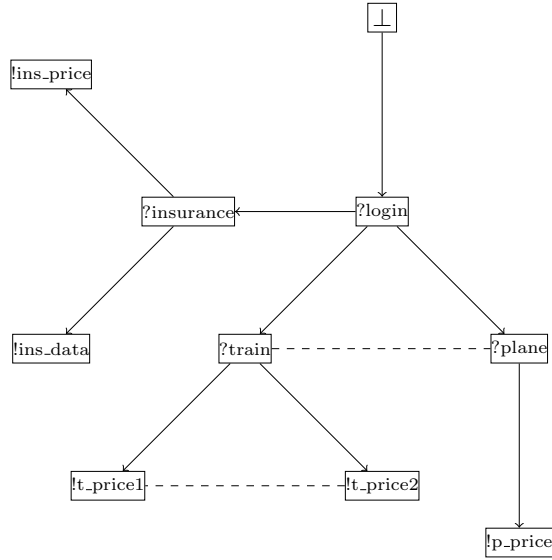 ⊥
!ins_price
?insurance
?login
!ins_data
?train
?plane
!t_price1
!t_price2
!p_price